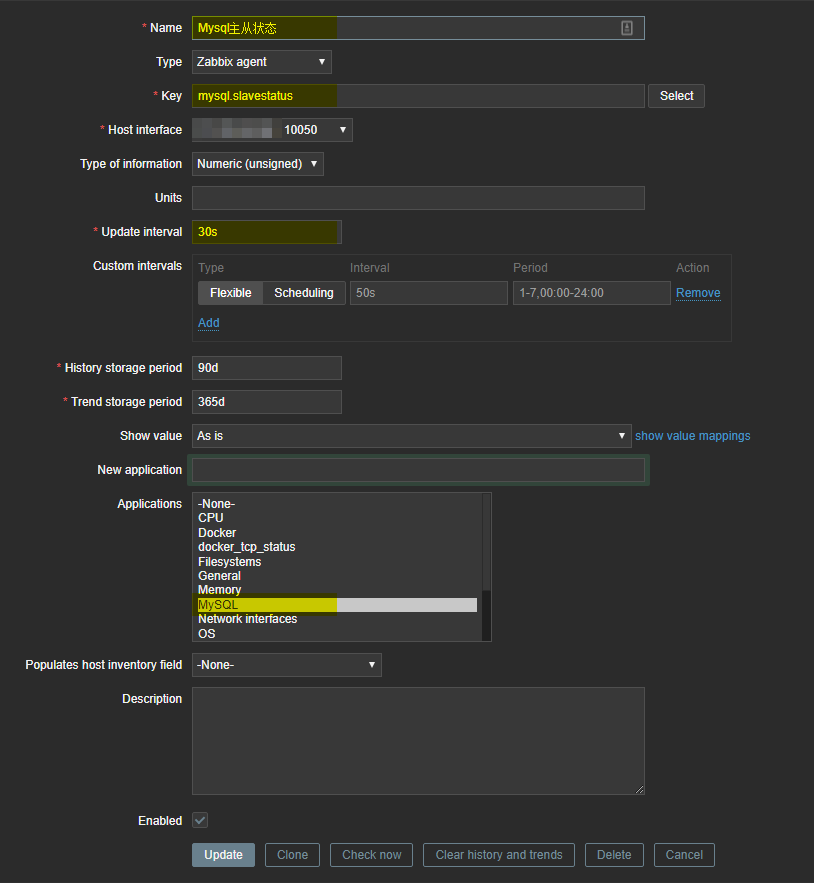 * Name Mysql主从状态
Type Zabbix agent
* Key mysql.slavestatus Select
* Host interface 10050
Type of information Numeric (unsigned)
Units
* Update interval 30s
Custom intervals Type Interval Period Action
Flexible Scheduling 50s 1-7,00:00-24:00 Remove
Add
* History storage period 90d
* Trend storage period 365d
Show value As is show value mappings
New application
Applications -None-
CPU
Docker
docker_tcp_status
Filesystems
General
Memory
MySQL
Network interfaces
OS
Populates host inventory field -None-
Description
Enabled
Update Clone Check now Clear history and trends Delete Cancel